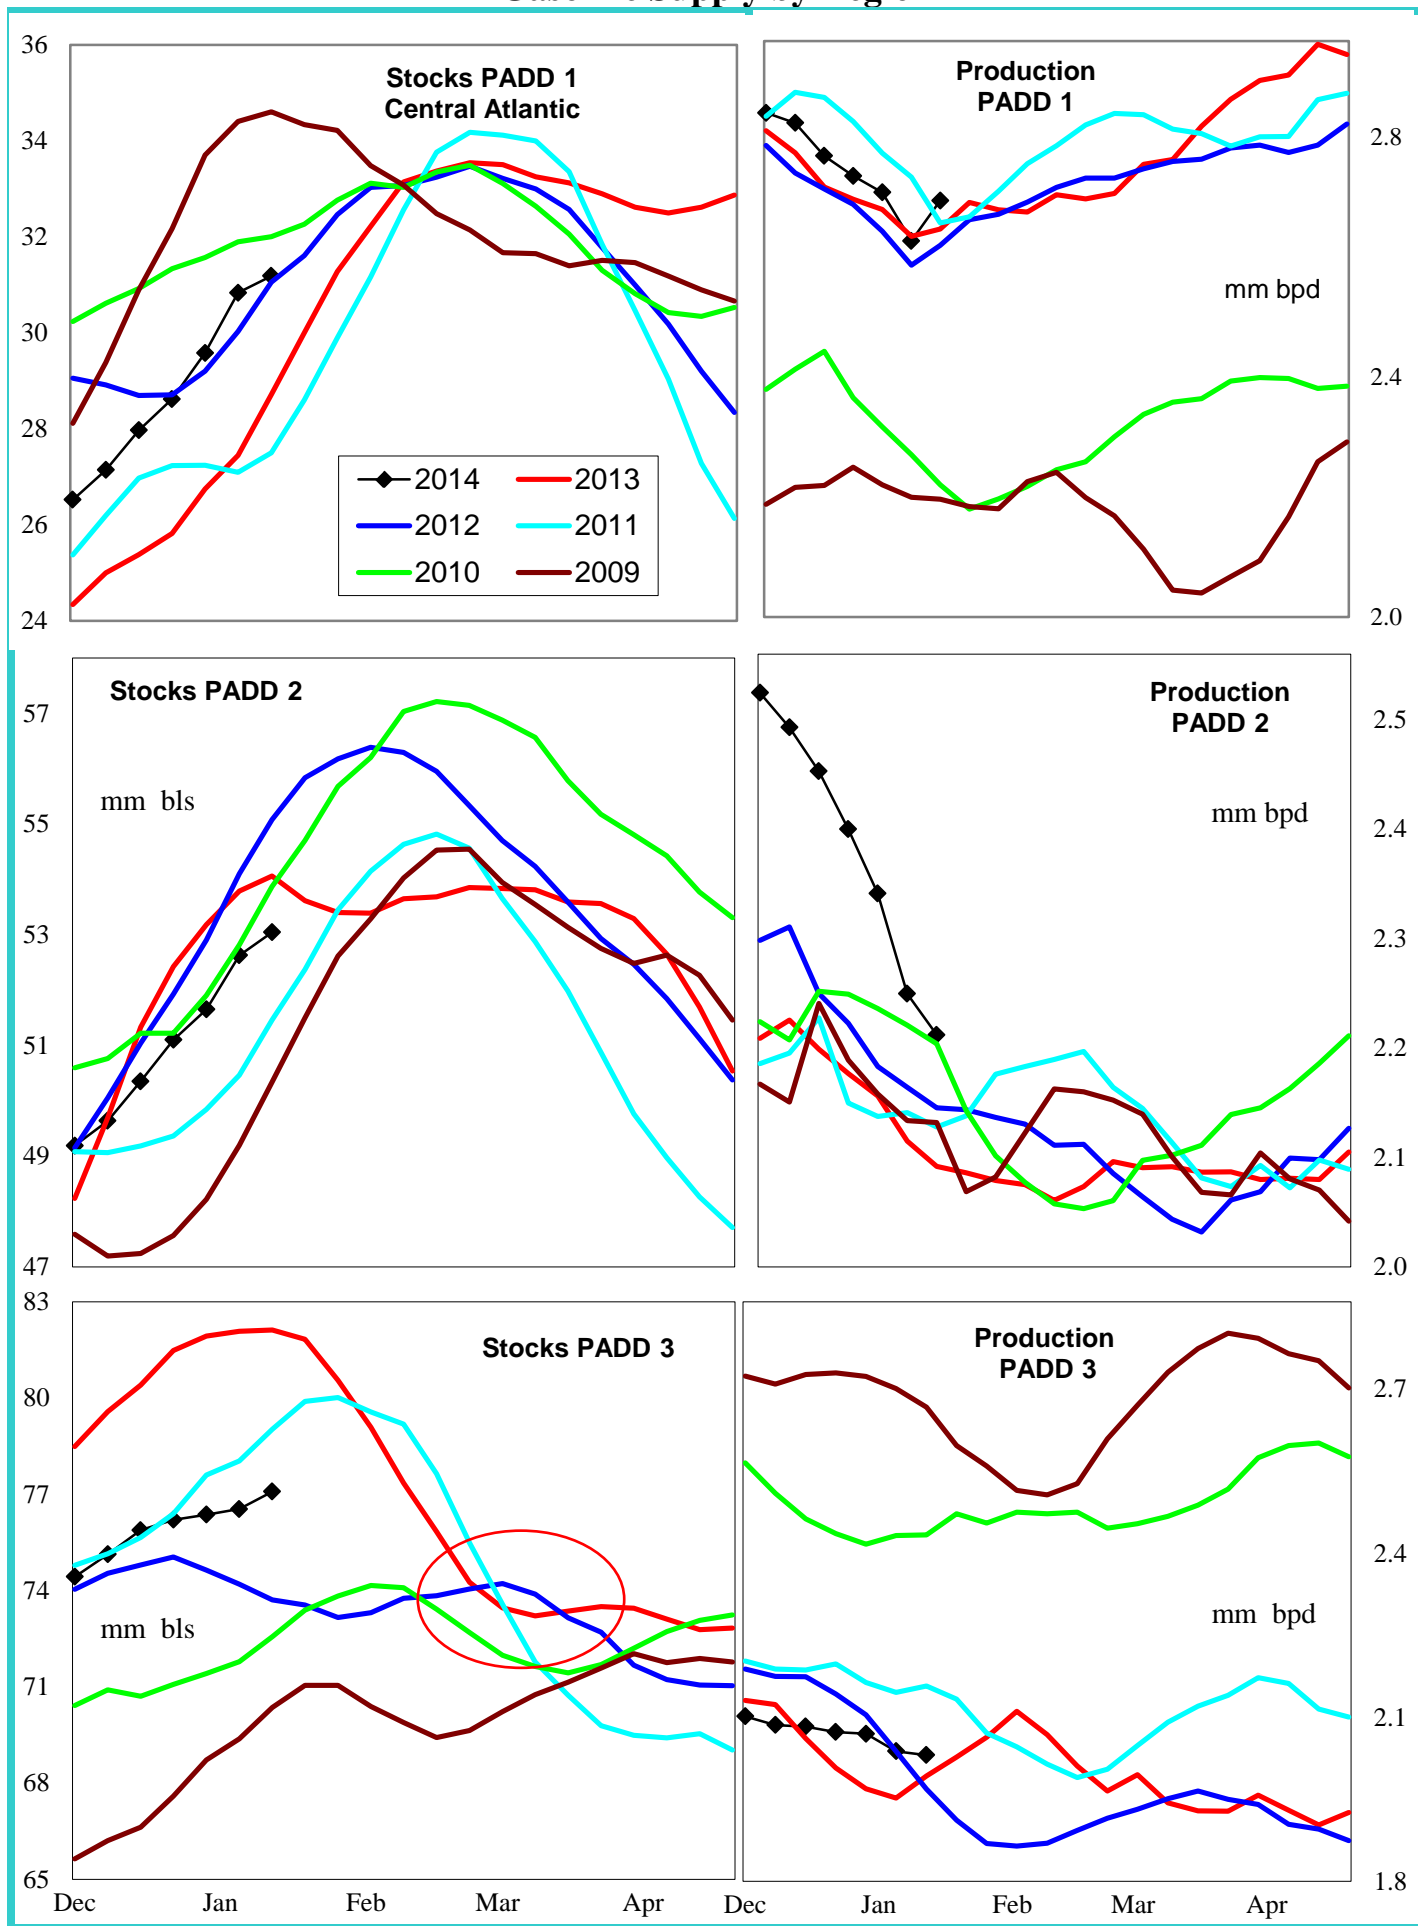 36
34
32
30
28
26
24
Stocks PADD 1
Central Atlantic
2014
2013
2012
2011
2010
2009
Production
PADD 1
mm bpd
2.8
2.4
2.0
Stocks PADD 2
mm bls
57
55
53
51
49
47
Production
PADD 2
mm bpd
2.5
2.4
2.3
2.2
2.1
2.0
83
80
77
74
71
68
65
Stocks PADD 3
mm bls
Dec Jan Feb Mar Apr
Production
PADD 3
mm bpd
2.7
2.4
2.1
1.8
Dec Jan Feb Mar Apr